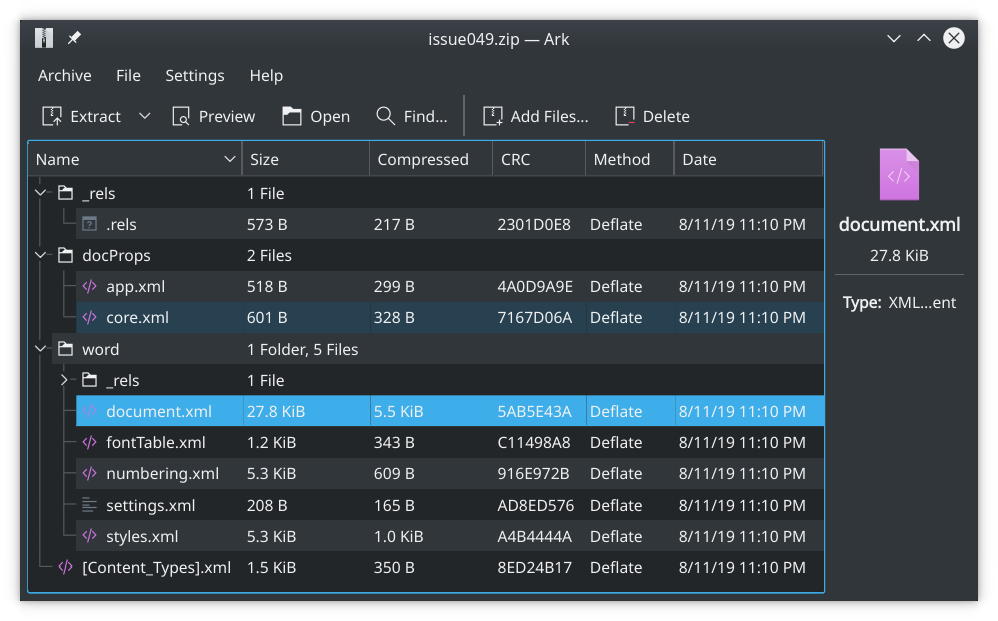 issue049.zip — Ark
Archive File Settings Help
Extract Preview Open Find... Add Files... Delete
Name Size Compressed CRC Method Date
_rels 1 File
.rels 573 B 217 B 2301D0E8 Deflate 8/11/19 11:10 PM
docProps 2 Files
app.xml 518 B 299 B 4A0D9A9E Deflate 8/11/19 11:10 PM
core.xml 601 B 328 B 7167D06A Deflate 8/11/19 11:10 PM
word 1 Folder, 5 Files
_rels 1 File
document.xml 27.8 KiB 5.5 KiB 5AB5E43A Deflate 8/11/19 11:10 PM
fontTable.xml 1.2 KiB 343 B C11498A8 Deflate 8/11/19 11:10 PM
numbering.xml 5.3 KiB 609 B 916E972B Deflate 8/11/19 11:10 PM
settings.xml 208 B 165 B AD8ED576 Deflate 8/11/19 11:10 PM
styles.xml 5.3 KiB 1.0 KiB A4B4444A Deflate 8/11/19 11:10 PM
[Content_Types].xml 1.5 KiB 350 B 8ED24B17 Deflate 8/11/19 11:10 PM
document.xml
27.8 KiB
Type: XML...ent